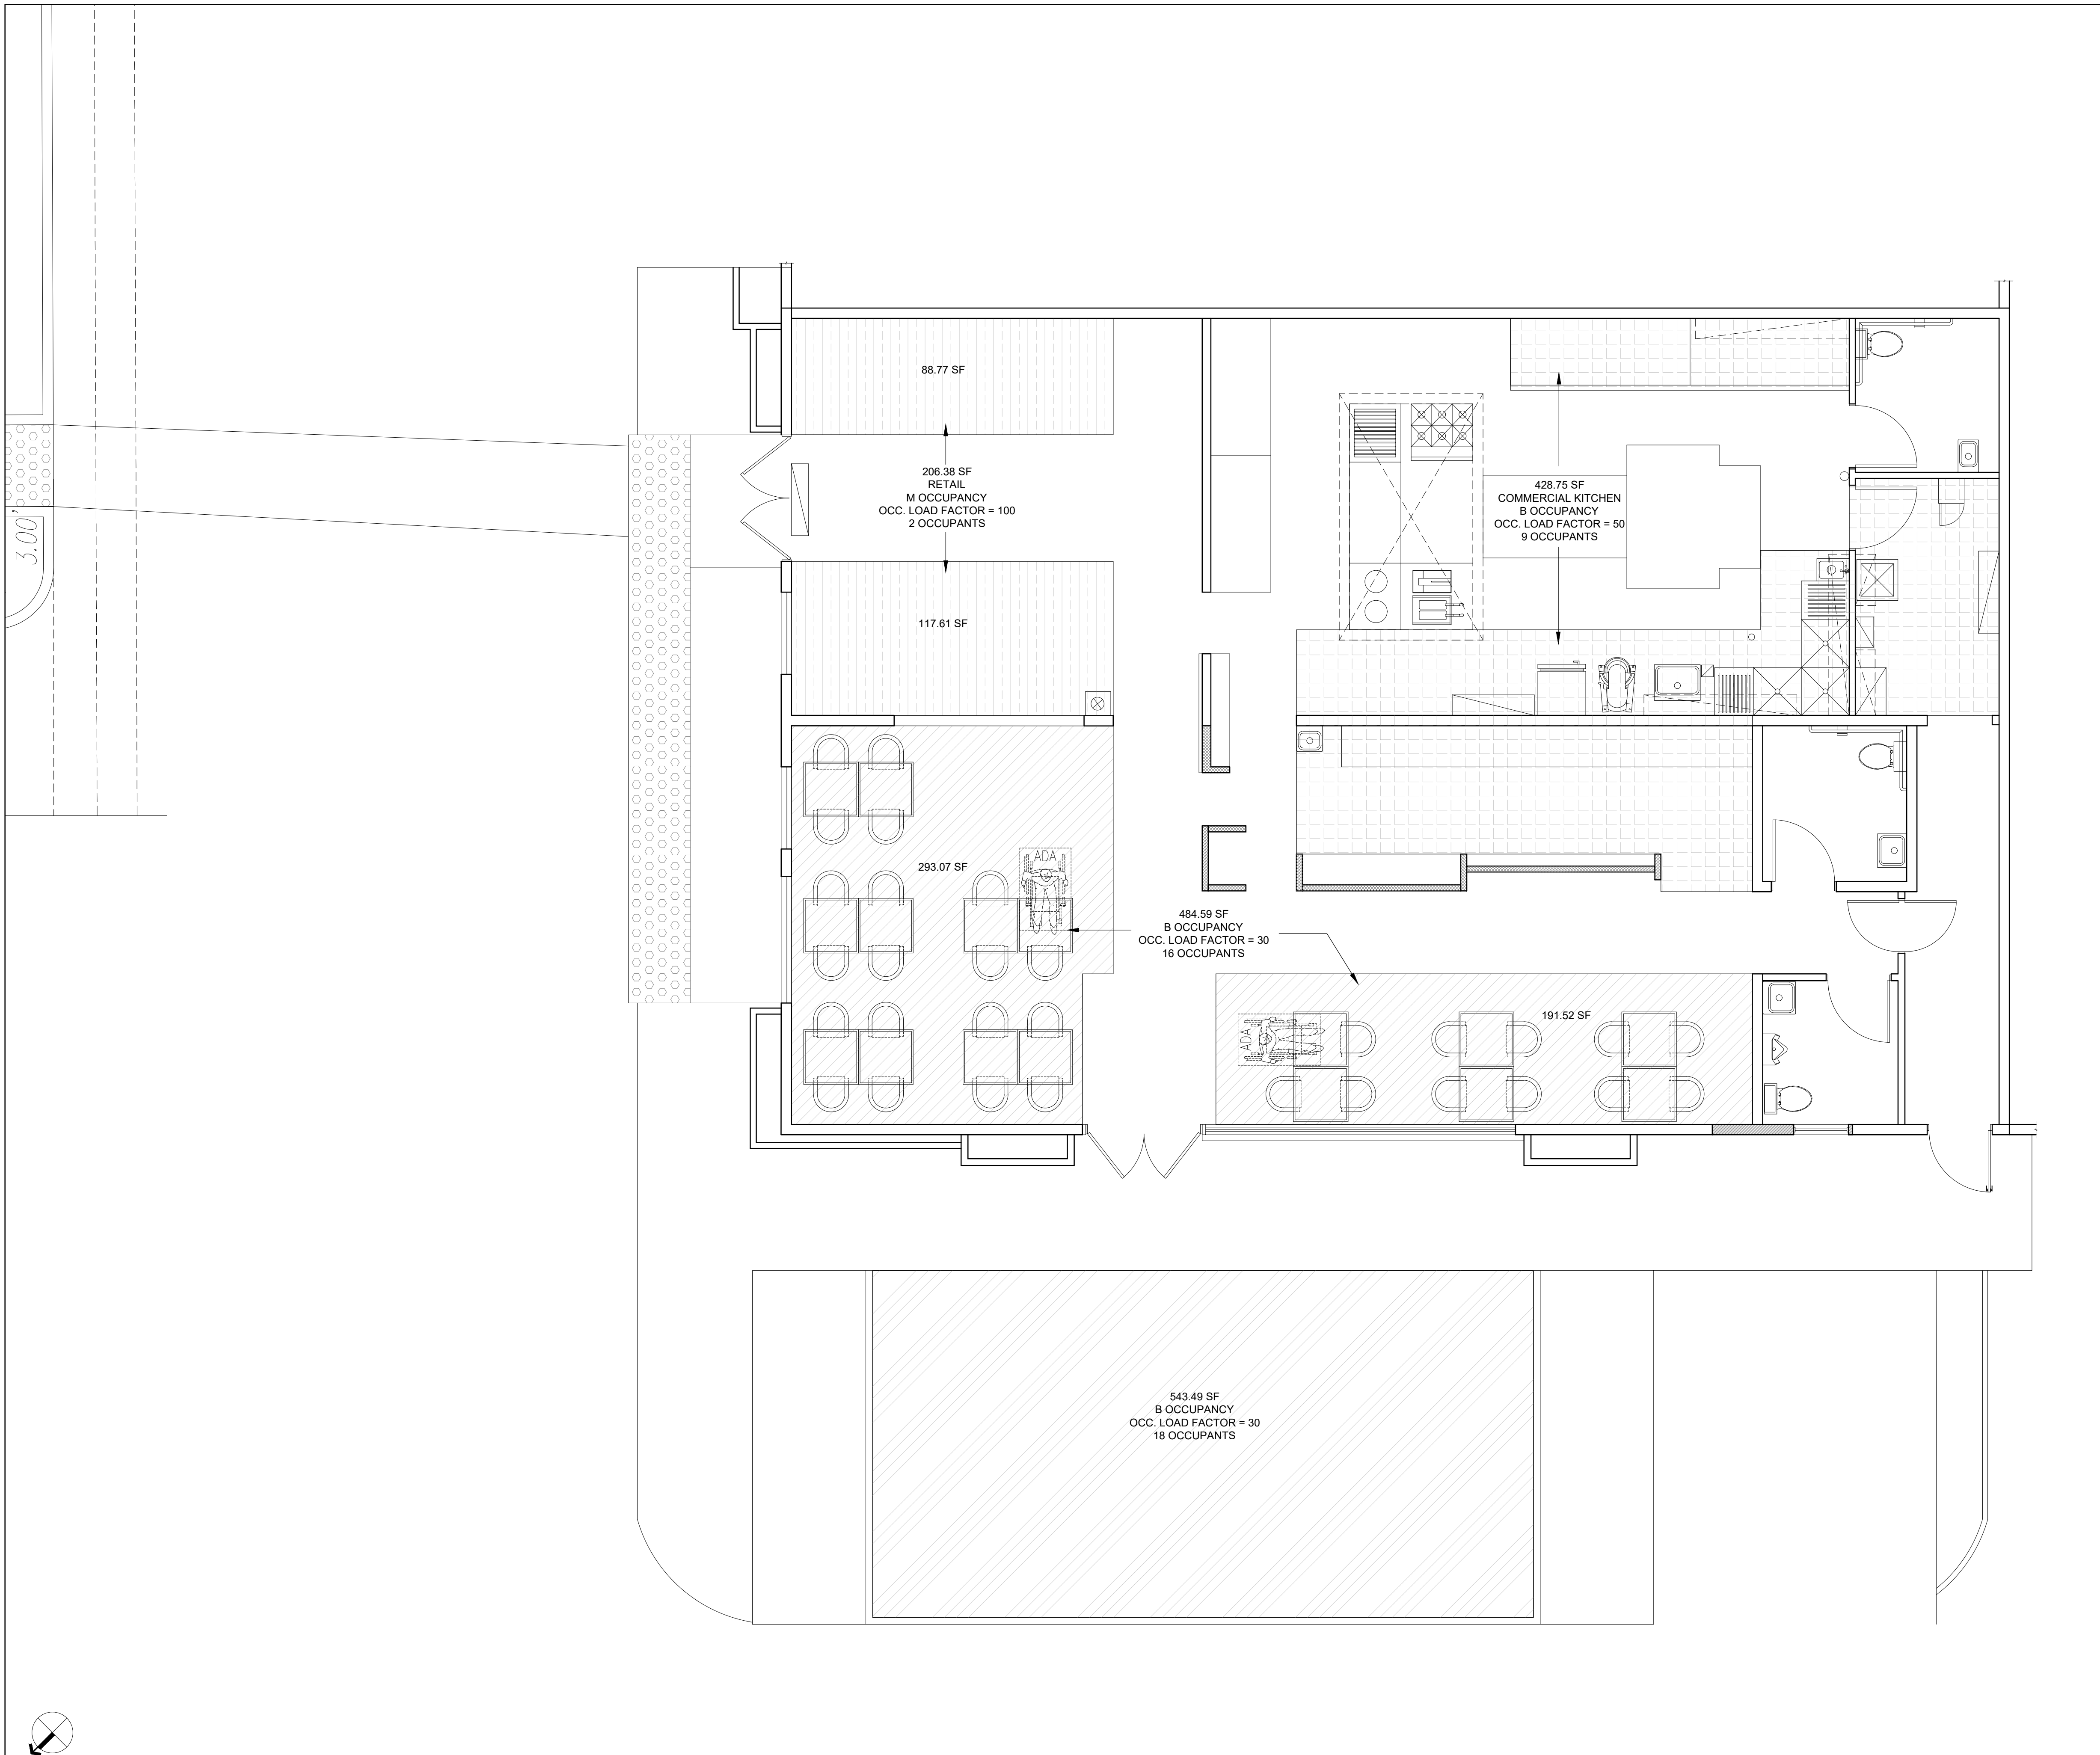 88.77 SF
206.38 SF
RETAIL
M OCCUPANCY
OCC. LOAD FACTOR = 100
2 OCCUPANTS
428.75 SF
COMMERCIAL KITCHEN
B OCCUPANCY
OCC. LOAD FACTOR = 50
9 OCCUPANTS
3.00'
117.61 SF
ADA
293.07 SF
484.59 SF
B OCCUPANCY
OCC. LOAD FACTOR = 30
16 OCCUPANTS
191.52 SF
ADA
543.49 SF
B OCCUPANCY
OCC. LOAD FACTOR = 30
18 OCCUPANTS